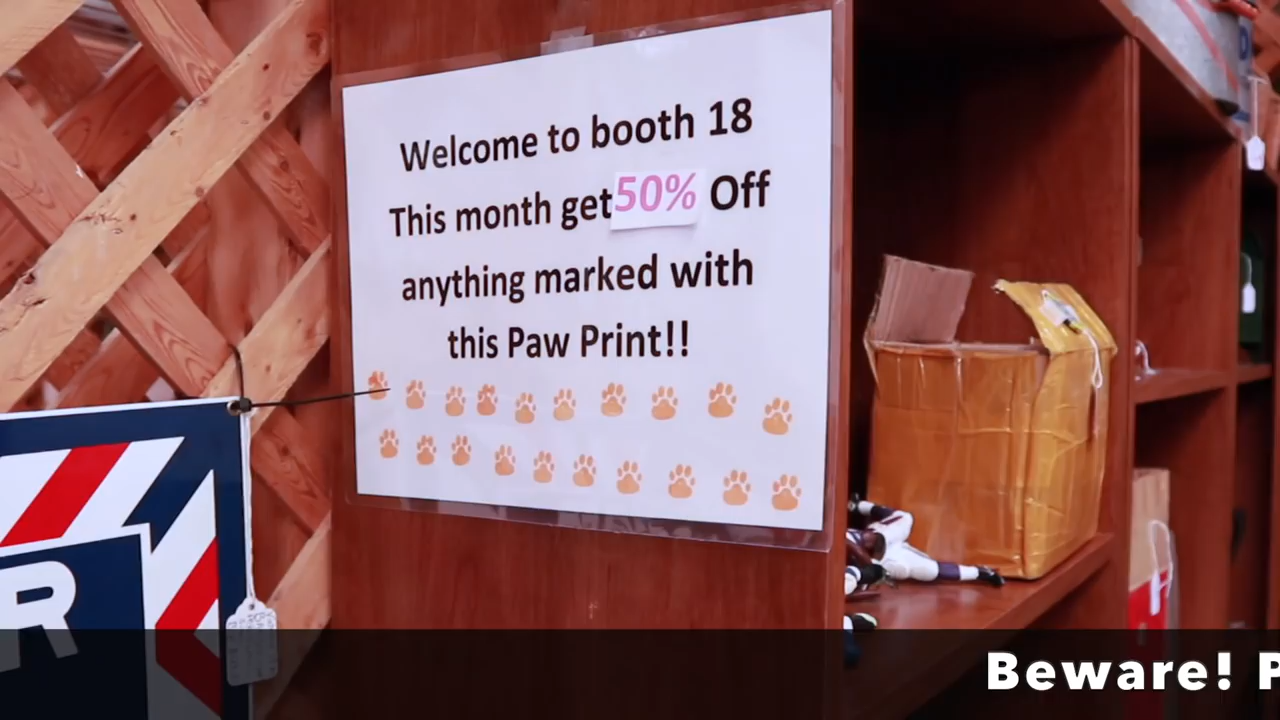 Welcome to booth 18
This month get 50% Off
anything marked with
this Paw Print!!
R
Beware! P